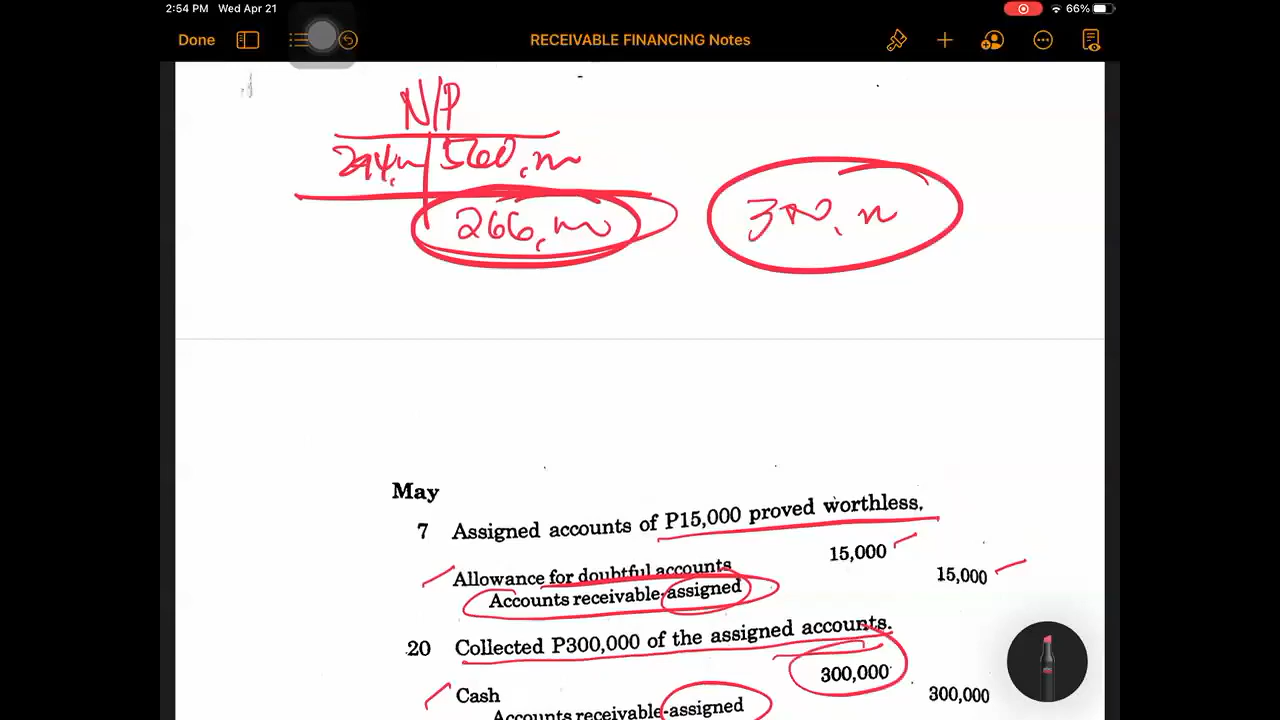 2:54 PM Wed Apr 21
66%
Done
RECEIVABLE FINANCING Notes
N/P
294,m 560,m
266,m
May
7 Assigned accounts of P15,000 proved worthless.
Allowance for doubtful accounts 15,000
Accounts receivable-assigned 15,000
20 Collected P300,000 of the assigned accounts.
Cash 300,000
Accounts receivable-assigned 300,000